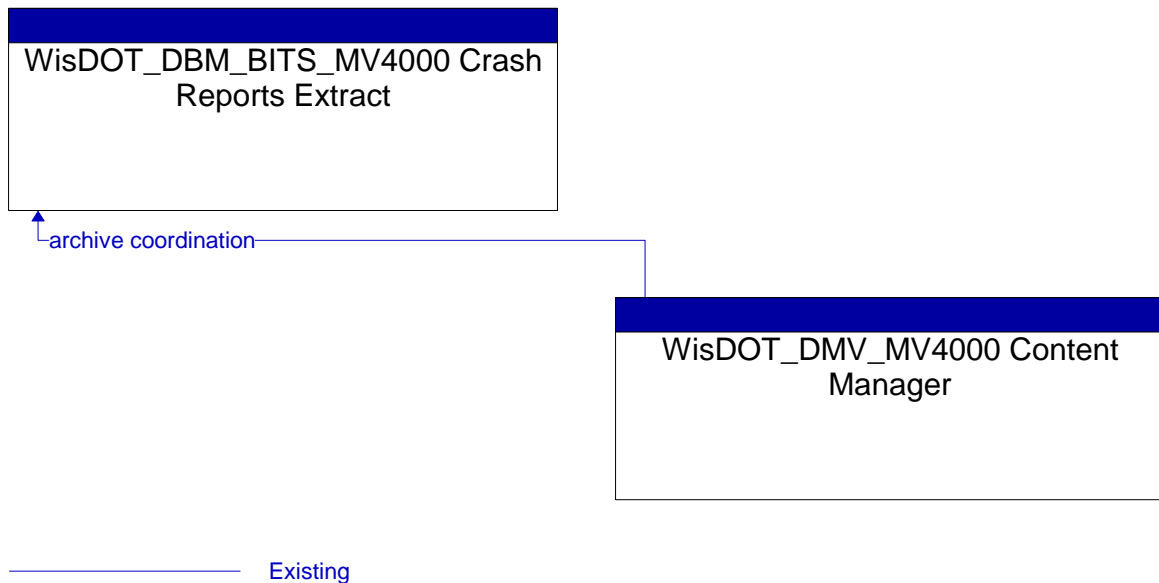 WisDOT_DBM_BITS_MV4000 Crash
Reports Extract
archive coordination
WisDOT_DMV_MV4000 Content
Manager
Existing